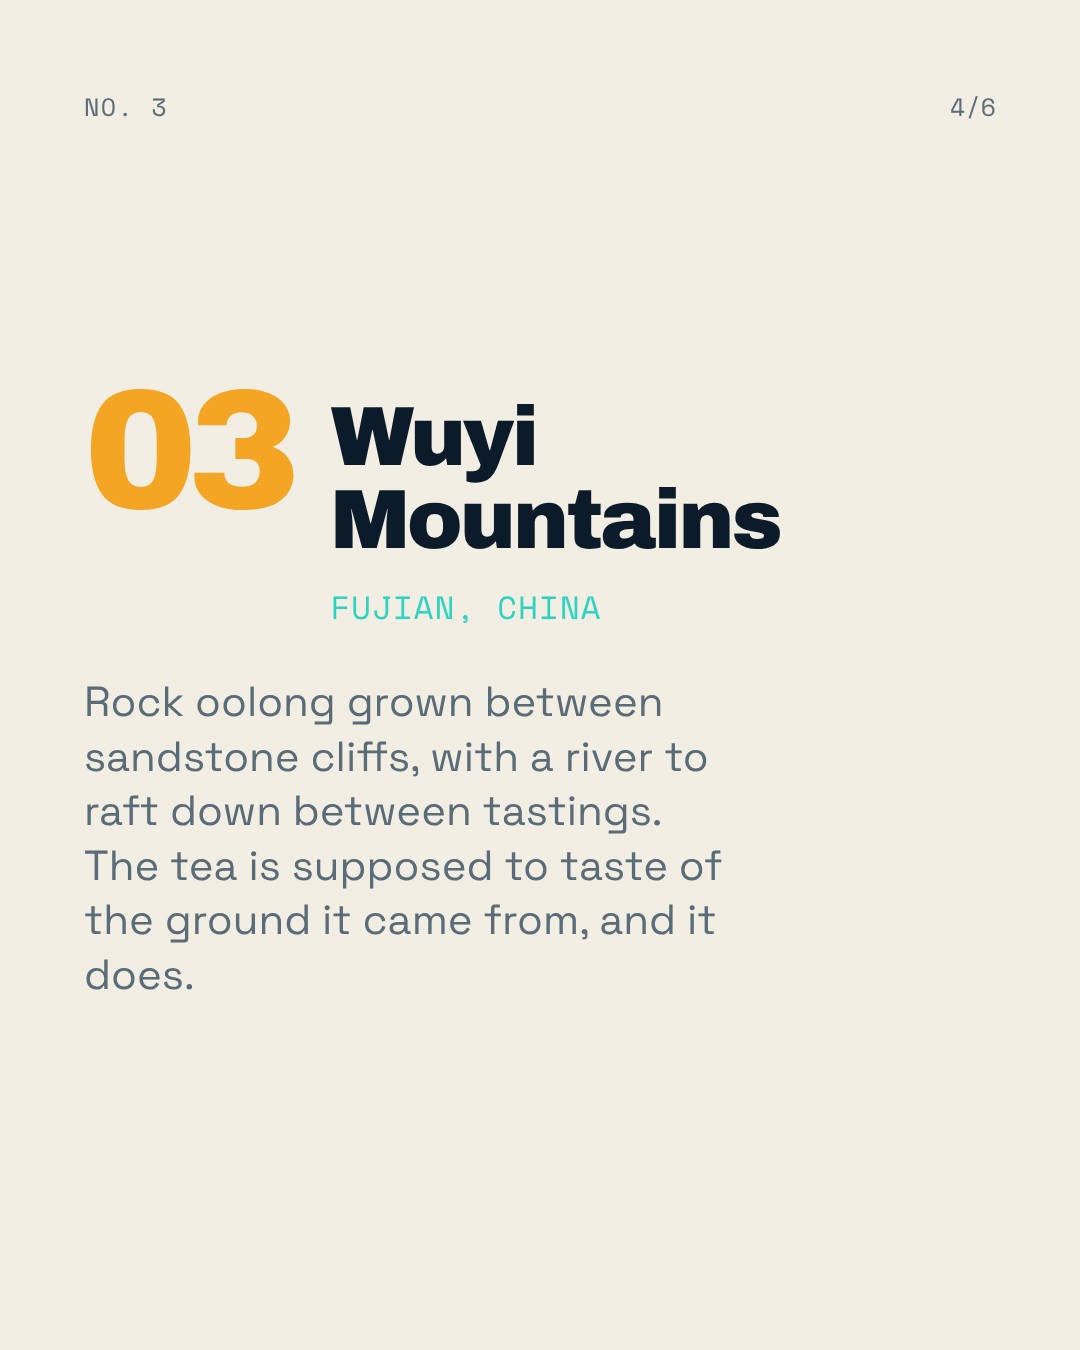 NO. 3
4/6
03
Wuyi
Mountains
FUJIAN, CHINA
Rock oolong grown between
sandstone cliffs, with a river to
raft down between tastings.
The tea is supposed to taste of
the ground it came from, and it
does.